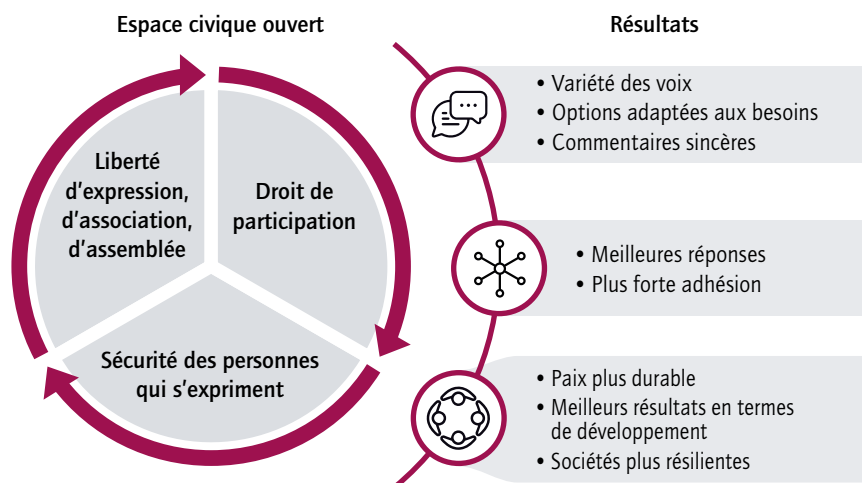 Espace civique ouvert
Liberté
d'expression,
d'association,
d'assemblée
Droit de
participation
Sécurité des personnes
qui s'expriment
Résultats
• Variété des voix
• Options adaptées aux besoins
• Commentaires sincères
• Meilleures réponses
• Plus forte adhésion
• Paix plus durable
• Meilleurs résultats en termes
de développement
• Sociétés plus résilientes